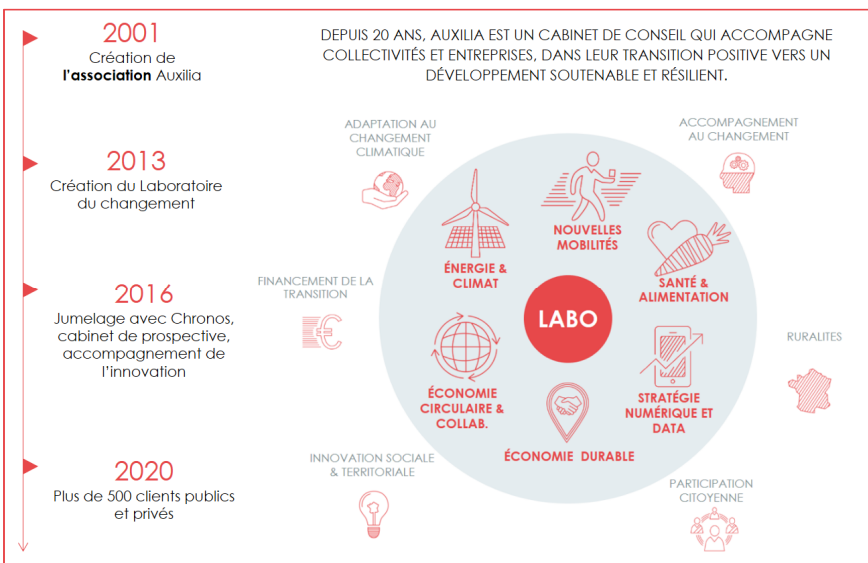 2001
Création de
l'association Auxilia
2013
Création du Laboratoire
du changement
2016
Jumelage avec Chronos,
cabinet de prospective,
accompagnement de
l'innovation
2020
Plus de 500 clients publics
et privés
DEPUIS 20 ANS, AUXILIA EST UN CABINET DE CONSEIL QUI ACCOMPAGNE
COLLECTIVITÉS ET ENTREPRISES, DANS LEUR TRANSITION POSITIVE VERS UN
DÉVELOPPEMENT SOUTENABLE ET RÉSILIENT.
ADAPTATION AU
CHANGEMENT
CLIMATIQUE
ACCOMPAGNEMENT
AU CHANGEMENT
NOUVELLES
MOBILITÉS
ÉNERGIE &
CLIMAT
SANTÉ &
ALIMENTATION
FINANCEMENT DE LA
TRANSITION
LABO
RURALITES
ÉCONOMIE
CIRCULAIRE &
COLLAB.
STRATÉGIE
NUMÉRIQUE ET
DATA
ÉCONOMIE DURABLE
INNOVATION SOCIALE
& TERRITORIALE
PARTICIPATION
CITOYENNE